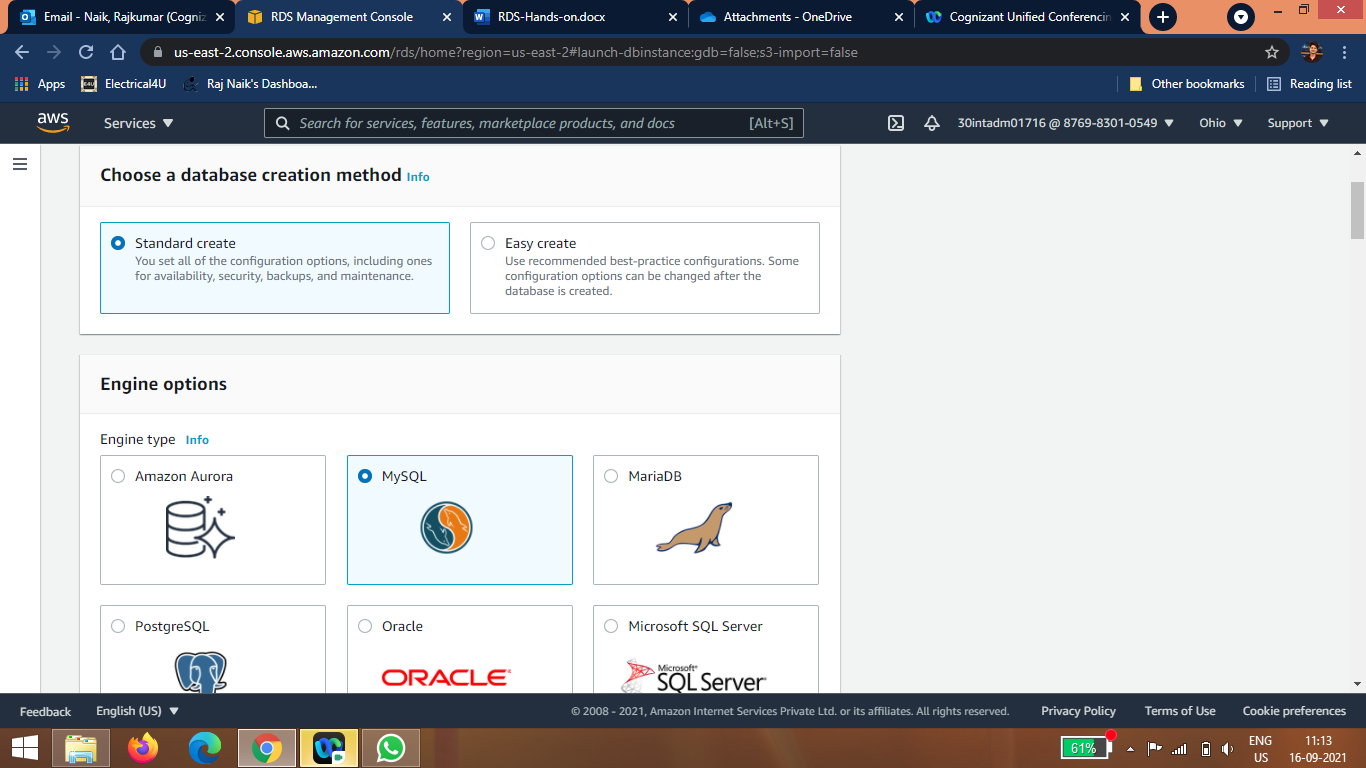 Email - Naik, Rajkumar (Cogniz
RDS Management Console
RDS-Hands-on.docx
Attachments - OneDrive
Cognizant Unified Conferencin
us-east-2.console.aws.amazon.com/rds/home?region=us-east-2#launch-dbinstance:gdb=false;s3-import=false
Apps
Electrical4U
Raj Naik's Dashboa...
Other bookmarks
Reading list
aws
Services
Search for services, features, marketplace products, and docs
[Alt+S]
30intadm01716 @ 8769-8301-0549
Ohio
Support
Choose a database creation method Info
Standard create
You set all of the configuration options, including ones
for availability, security, backups, and maintenance.
Easy create
Use recommended best-practice configurations. Some
configuration options can be changed after the
database is created.
Engine options
Engine type Info
Amazon Aurora
MySQL
MariaDB
PostgreSQL
Oracle
ORACLE
Microsoft SQL Server
Microsoft
SQL Server
Feedback
English (US)
© 2008 - 2021, Amazon Internet Services Private Ltd. or its affiliates. All rights reserved.
Privacy Policy
Terms of Use
Cookie preferences
61%
ENG
US
11:13
16-09-2021